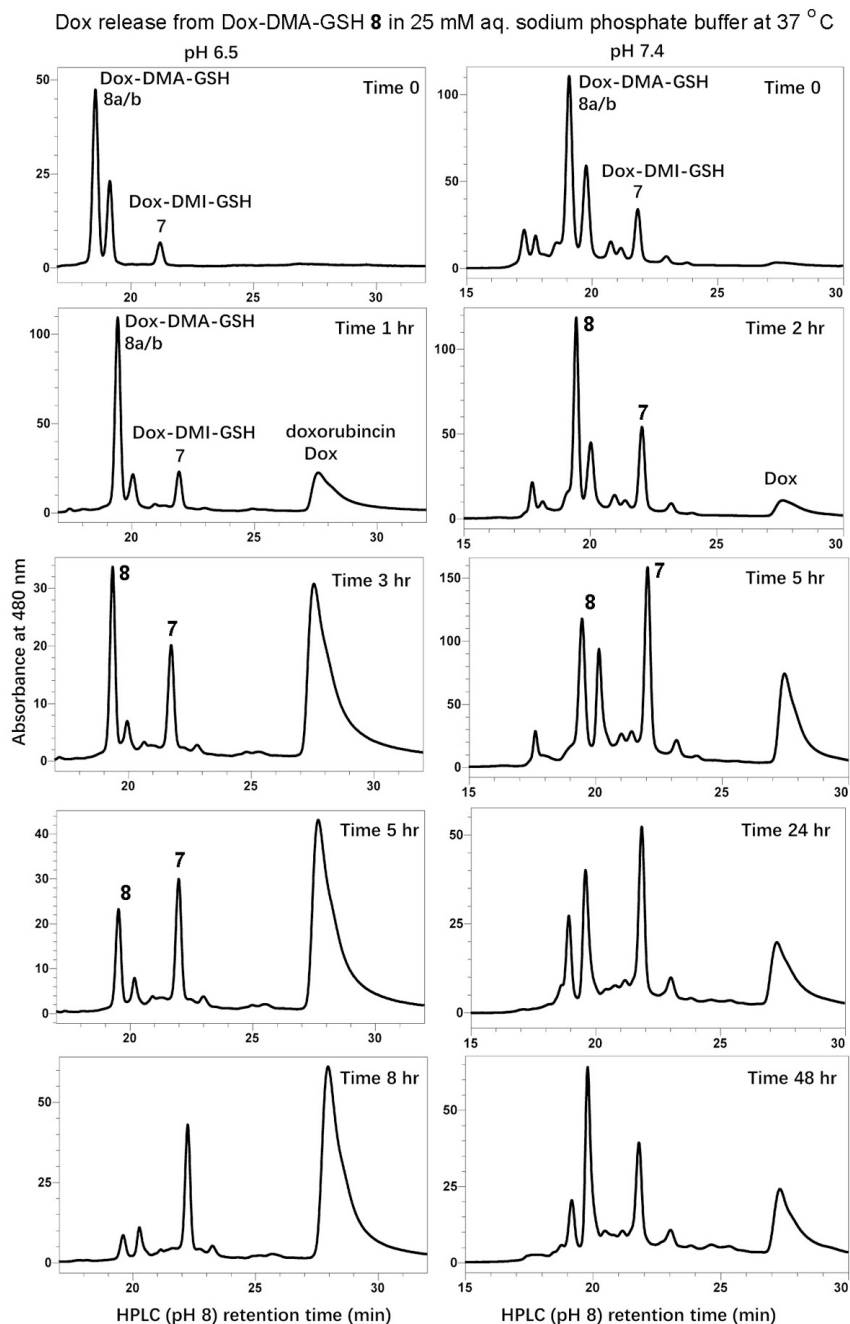 Dox release from Dox-DMA-GSH 8 in 25 mM aq. sodium phosphate buffer at 37 °C
pH 6.5
Dox-DMA-GSH
8a/b
Time 0
Dox-DMI-GSH
7
50
25
0
20
25
30
Dox-DMA-GSH
8a/b
Time 1 hr
Dox-DMI-GSH
7
doxorubincin
Dox
100
50
0
20
25
30
8
7
Time 3 hr
30
20
10
0
20
25
30
Absorbance at 480 nm
8
7
Time 5 hr
40
30
20
10
0
20
25
30
Time 8 hr
50
25
0
20
25
30
HPLC (pH 8) retention time (min)
pH 7.4
Dox-DMA-GSH
8a/b
Time 0
Dox-DMI-GSH
7
100
50
0
15
20
25
30
8
Time 2 hr
7
Dox
100
50
0
15
20
25
30
7
8
Time 5 hr
150
100
50
0
15
20
25
30
Time 24 hr
50
25
0
15
20
25
30
Time 48 hr
50
25
0
15
20
25
30
HPLC (pH 8) retention time (min)